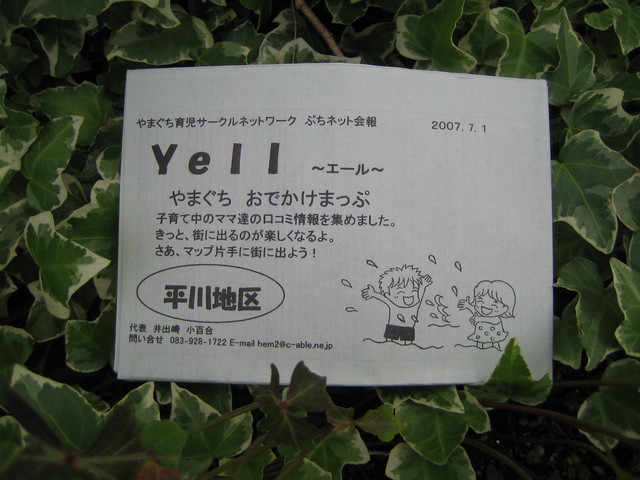 やまぐち育児サークルネットワーク ぷちネット会報 2007.7.1
Yell ～エール～
やまぐち おでかけまっぷ
子育て中のママ達の口コミ情報を集めました。
きっと、街に出るのが楽しくなるよ。
さあ、マップ片手に街に出よう！
平川地区
代表 井出崎 小百合
問い合せ 083-928-1722 E-mail hem2@c-able.ne.jp